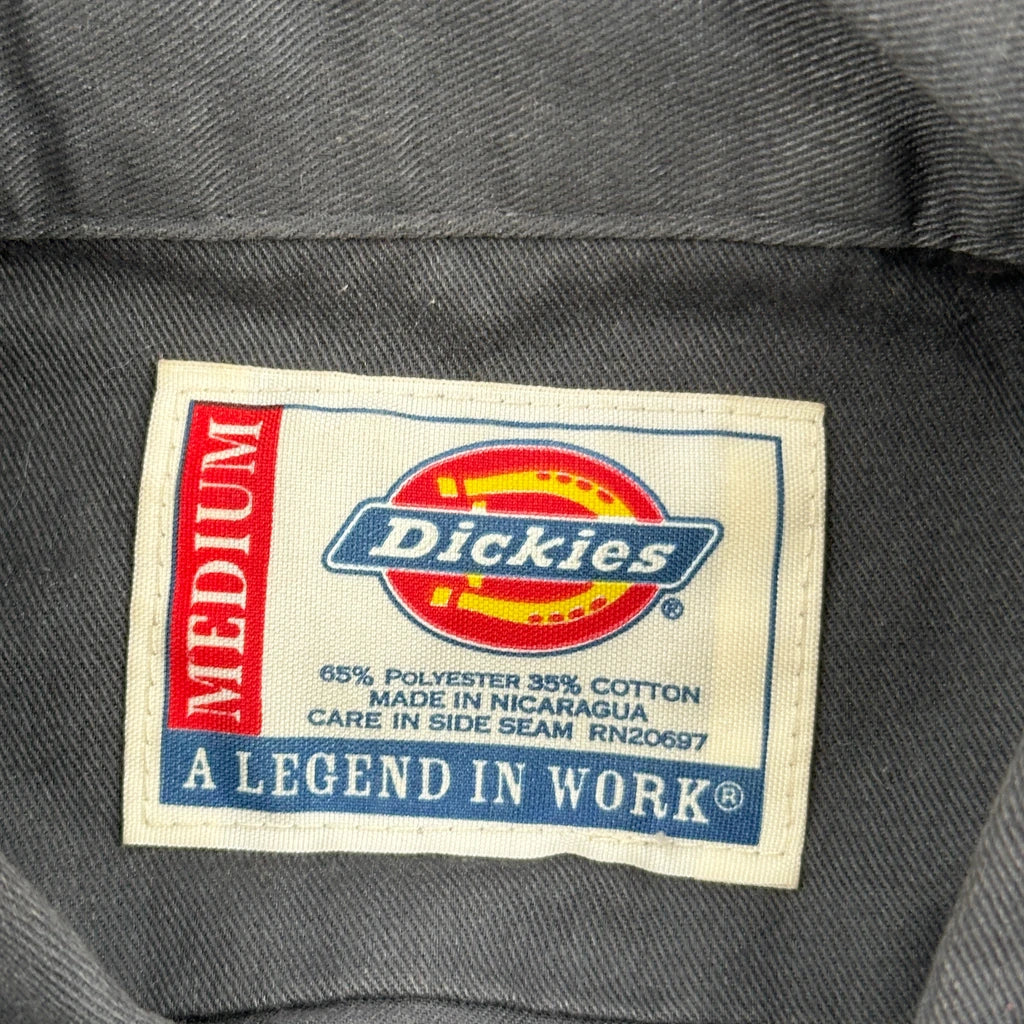 MEDIUM
Dickies®
65% POLYESTER 35% COTTON
MADE IN NICARAGUA
CARE IN SIDE SEAM RN20697
A LEGEND IN WORK®